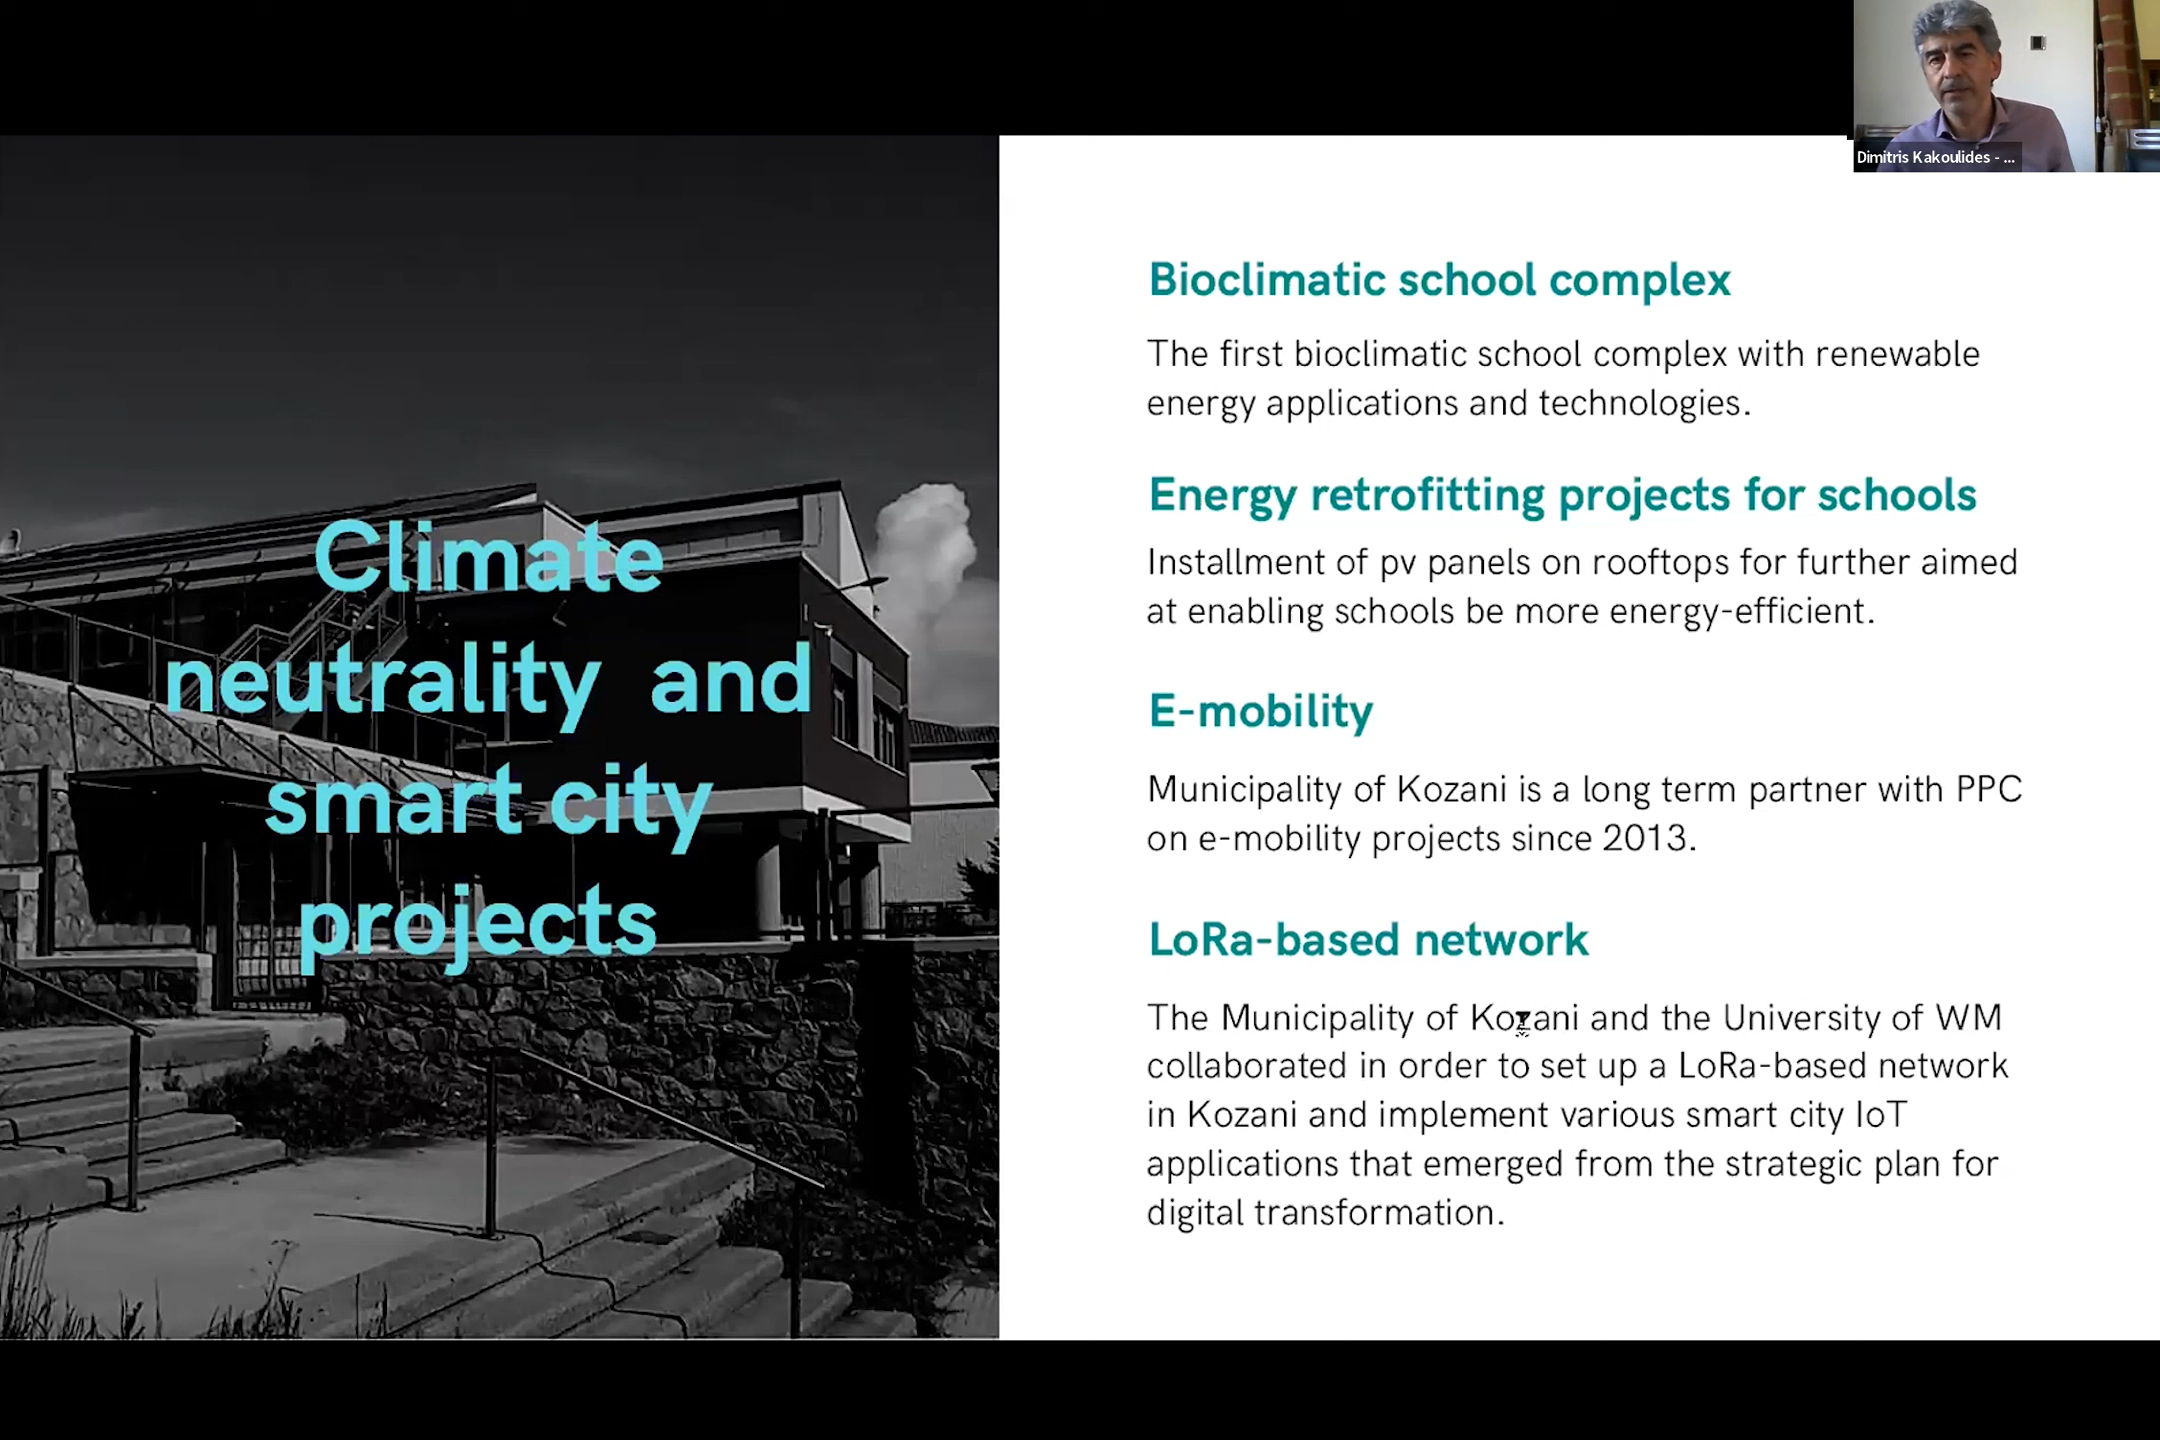 Dimitris Kakoulides - ...
Climate
neutrality and
smart city
projects
Bioclimatic school complex
The first bioclimatic school complex with renewable
energy applications and technologies.
Energy retrofitting projects for schools
Installment of pv panels on rooftops for further aimed
at enabling schools be more energy-efficient.
E-mobility
Municipality of Kozani is a long term partner with PPC
on e-mobility projects since 2013.
LoRa-based network
The Municipality of Kozani and the University of WM
collaborated in order to set up a LoRa-based network
in Kozani and implement various smart city IoT
applications that emerged from the strategic plan for
digital transformation.